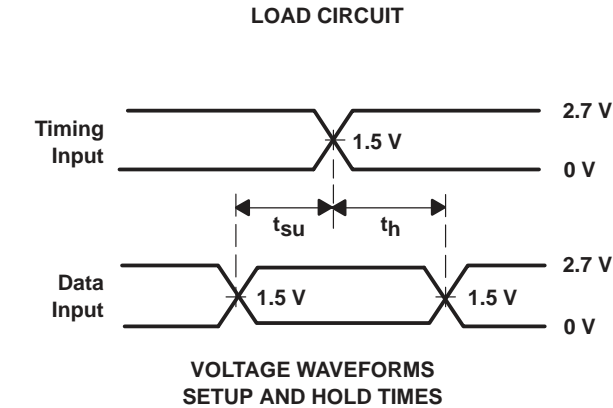 LOAD CIRCUIT
Timing
Input
1.5 V
2.7 V
0 V
tsu
th
Data
Input
1.5 V
1.5 V
2.7 V
0 V
VOLTAGE WAVEFORMS
SETUP AND HOLD TIMES